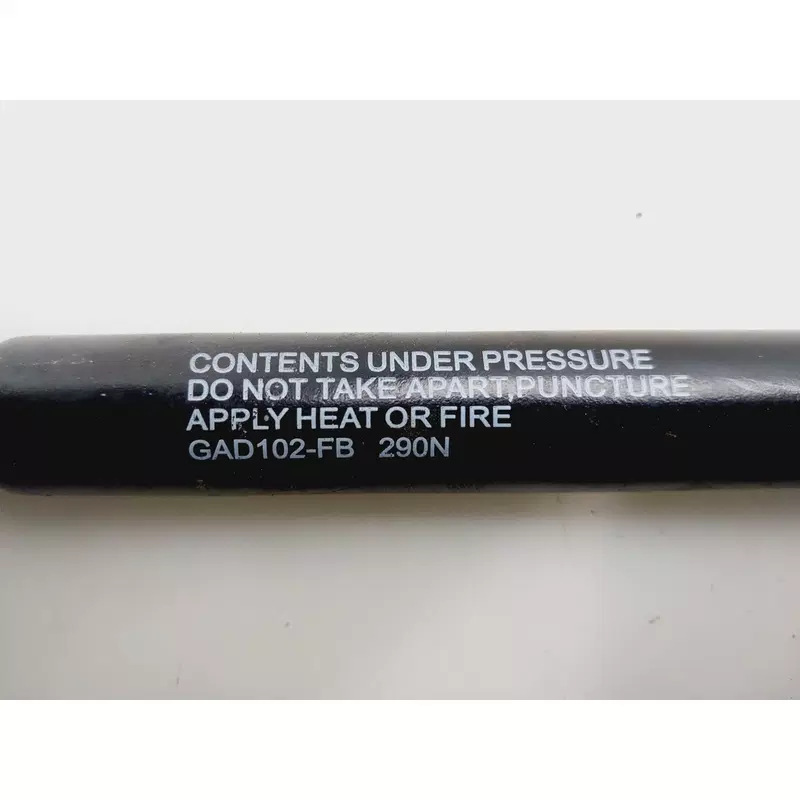 CONTENTS UNDER PRESSURE
DO NOT TAKE APART,PUNCTURE
APPLY HEAT OR FIRE
GAD102-FB 290N